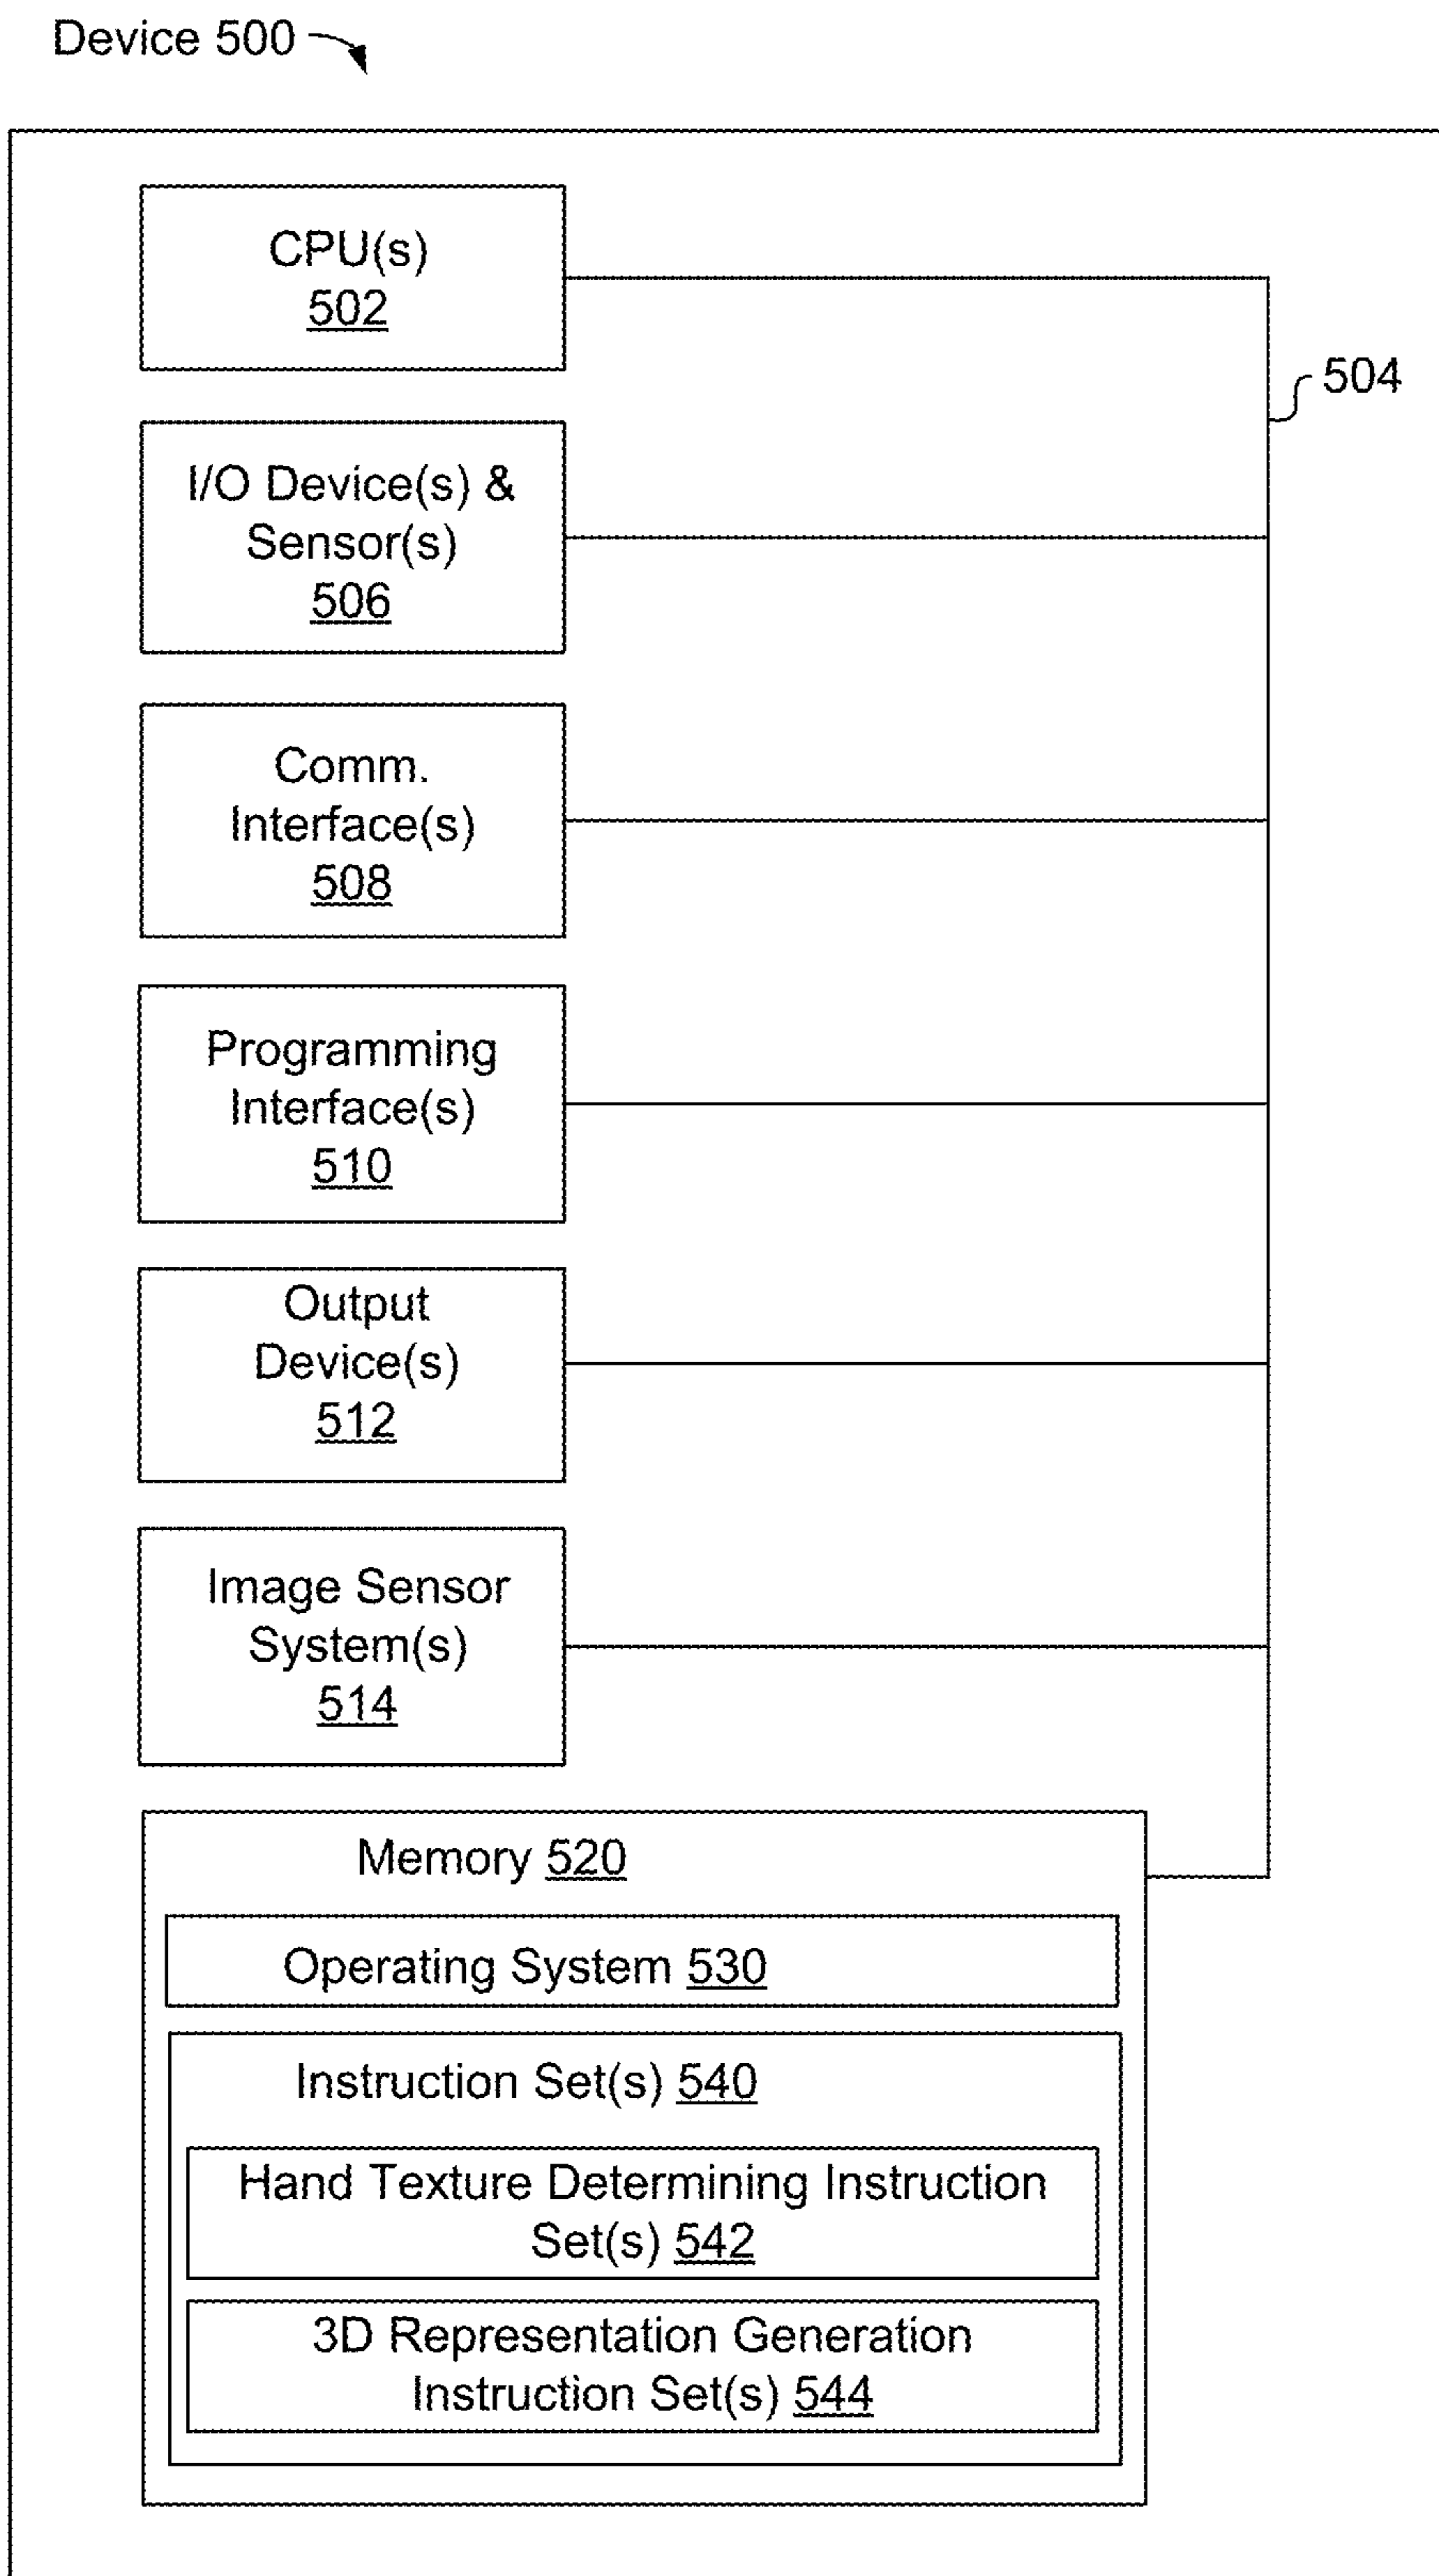 Device 500
CPU(s)
502
504
I/O Device(s) &
Sensor(s)
506
Comm.
Interface(s)
508
Programming
Interface(s)
510
Output
Device(s)
512
Image Sensor
System(s)
514
Memory 520
Operating System 530
Instruction Set(s) 540
Hand Texture Determining Instruction
Set(s) 542
3D Representation Generation
Instruction Set(s) 544